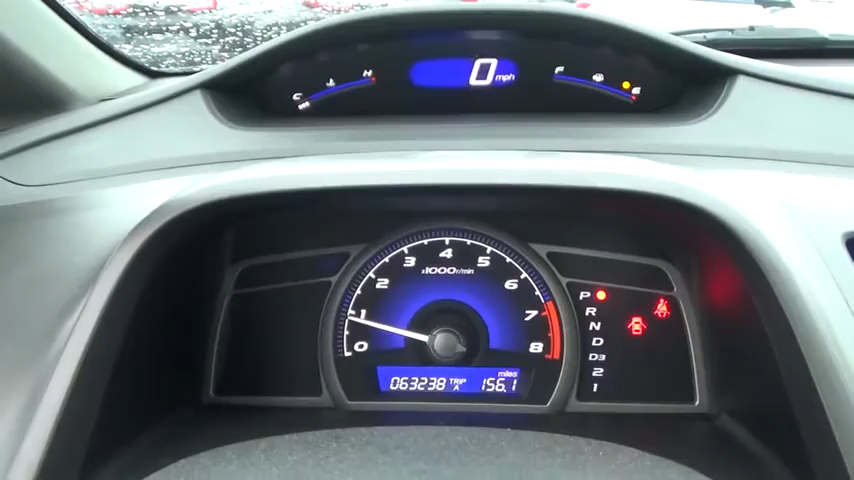 C H
0 mph
F E
0 1 2 3 4 5 6 7 8
x1000r/min
P
R
N
D
D3
2
1
063238 TRIP A 156.1 miles